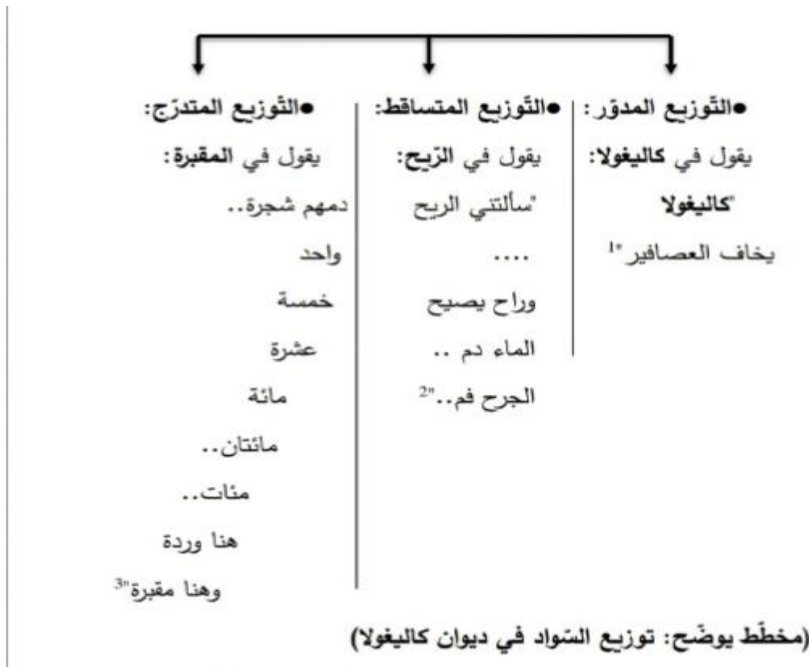 ●التّوزيع المدوّر:
يقول في كاليغولا:
"كاليغولا
يخاف العصافير"1
●التّوزيع المتساقط:
يقول في الرّيح:
"سألتني الريح
....
وراح يصيح
الماء دم ..
الجرح فم.."2
●التّوزيع المتدرّج:
يقول في المقبرة:
دمهم شجرة..
واحد
خمسة
عشرة
مائة
مائتان..
مئات..
هنا وردة
وهنا مقبرة"3
(مخطّط يوضّح: توزيع السّواد في ديوان كاليغولا)